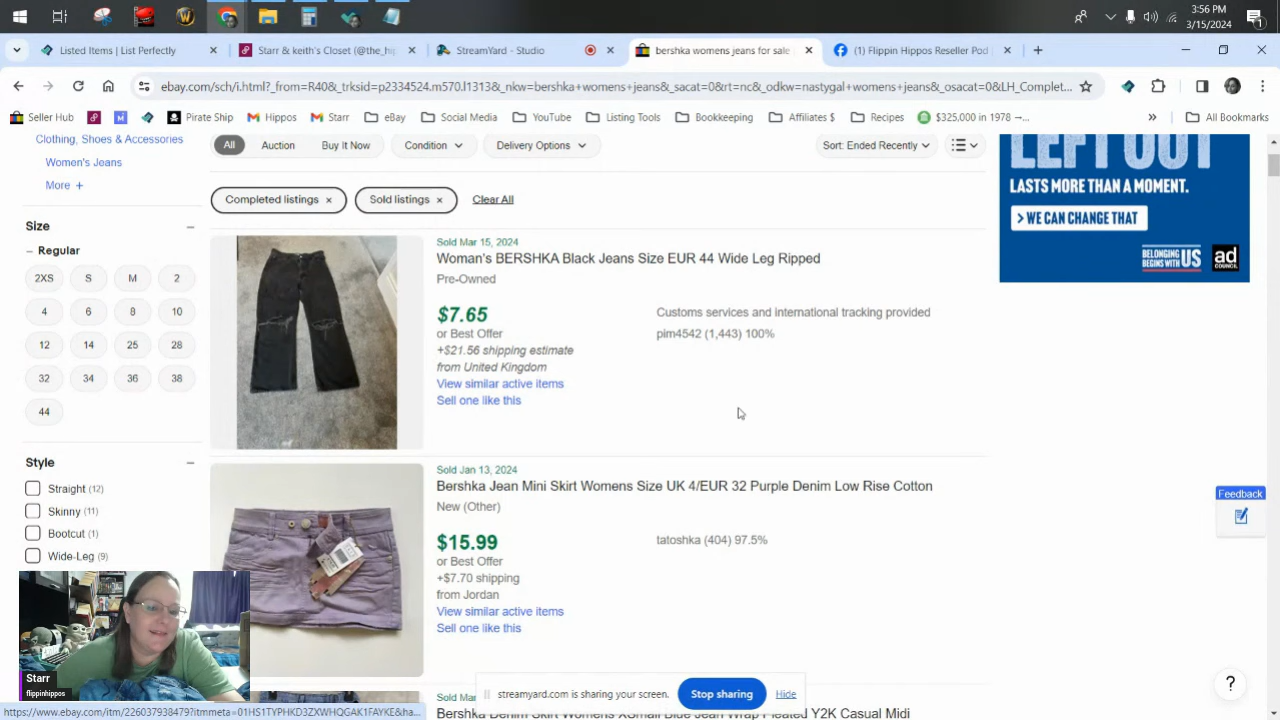 3:56 PM
3/15/2024
Listed Items | List Perfectly
Starr & keith's Closet (@the_hip
StreamYard - Studio
bershka womens jeans for sale
(1) Flippin Hippos Reseller Pod
ebay.com/sch/i.html?_from=R40&_trksid=p2334524.m570.l1313&_nkw=bershka+womens+jeans&_sacat=0&rt=nc&_odkw=nastygal+womens+jeans&_osacat=0&LH_Complet...
Seller Hub
Pirate Ship
Hippos
Starr
eBay
Social Media
YouTube
Listing Tools
Bookkeeping
Affiliates $
Recipes
$325,000 in 1978 →...
»
All Bookmarks
Clothing, Shoes & Accessories
Women's Jeans
More +
All
Auction
Buy It Now
Condition
Delivery Options
Sort: Ended Recently
Completed listings ×
Sold listings ×
Clear All
Size
Regular
2XS S M 2
4 6 8 10
12 14 25 28
32 34 36 38
44
Style
Straight (12)
Skinny (11)
Bootcut (1)
Wide-Leg (9)
Sold Mar 15, 2024
Woman's BERSHKA Black Jeans Size EUR 44 Wide Leg Ripped
Pre-Owned
$7.65
or Best Offer
+$21.56 shipping estimate
from United Kingdom
View similar active items
Sell one like this
Customs services and international tracking provided
pim4542 (1,443) 100%
Sold Jan 13, 2024
Bershka Jean Mini Skirt Womens Size UK 4/EUR 32 Purple Denim Low Rise Cotton
New (Other)
$15.99
or Best Offer
+$7.70 shipping
from Jordan
View similar active items
Sell one like this
tatoshka (404) 97.5%
Sold Mar
Bershka Denim Skirt Womens XSmall Blue Jean Wrap Pleated Y2K Casual Midi
LEFT OUT
LASTS MORE THAN A MOMENT.
> WE CAN CHANGE THAT
BELONGING
BEGINS WITH US
ad
COUNCIL
Feedback
?
Starr
flippinhippos
streamyard.com is sharing your screen.
Stop sharing
Hide